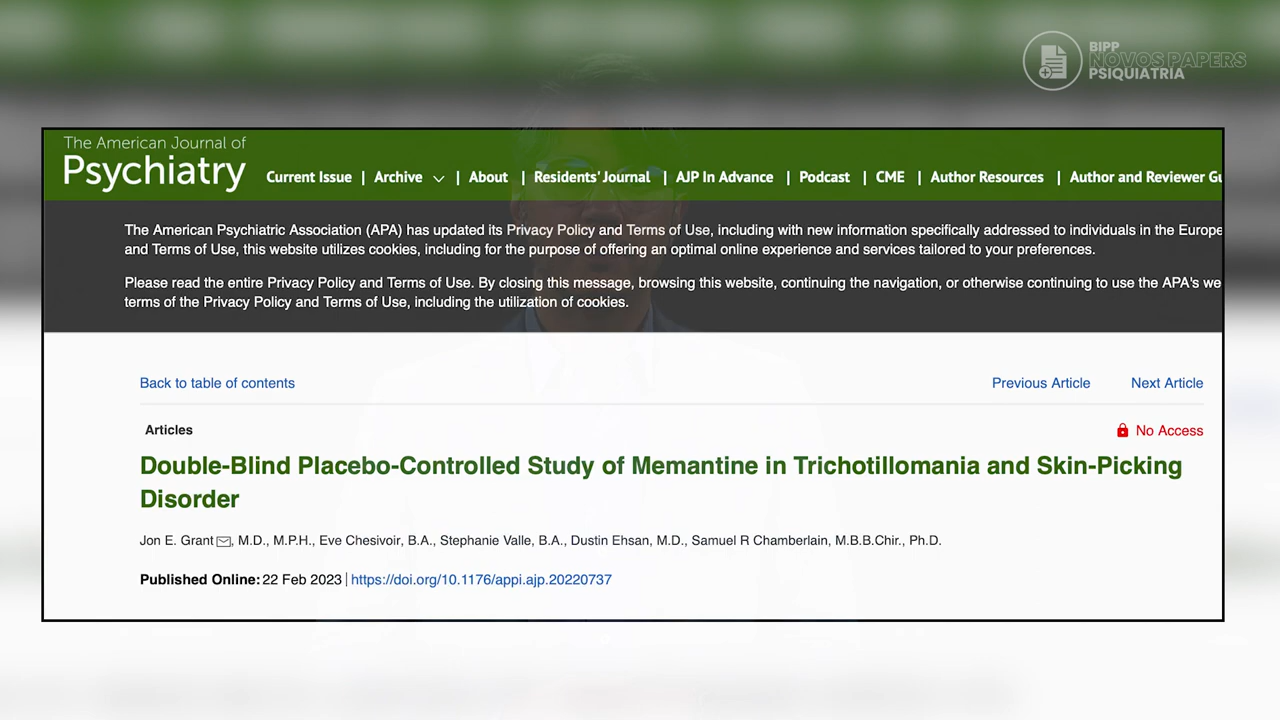 BIPP
NOVOS PAPERS
PSIQUIATRIA
The American Journal of
Psychiatry
Current Issue | Archive | About | Residents' Journal | AJP In Advance | Podcast | CME | Author Resources | Author and Reviewer Gu
The American Psychiatric Association (APA) has updated its Privacy Policy and Terms of Use, including with new information specifically addressed to individuals in the Europe
and Terms of Use, this website utilizes cookies, including for the purpose of offering an optimal online experience and services tailored to your preferences.
Please read the entire Privacy Policy and Terms of Use. By closing this message, browsing this website, continuing the navigation, or otherwise continuing to use the APA's we
terms of the Privacy Policy and Terms of Use, including the utilization of cookies.
Back to table of contents Previous Article Next Article
Articles No Access
Double-Blind Placebo-Controlled Study of Memantine in Trichotillomania and Skin-Picking
Disorder
Jon E. Grant, M.D., M.P.H., Eve Chesivoir, B.A., Stephanie Valle, B.A., Dustin Ehsan, M.D., Samuel R Chamberlain, M.B.B.Chir., Ph.D.
Published Online: 22 Feb 2023 | https://doi.org/10.1176/appi.ajp.20220737